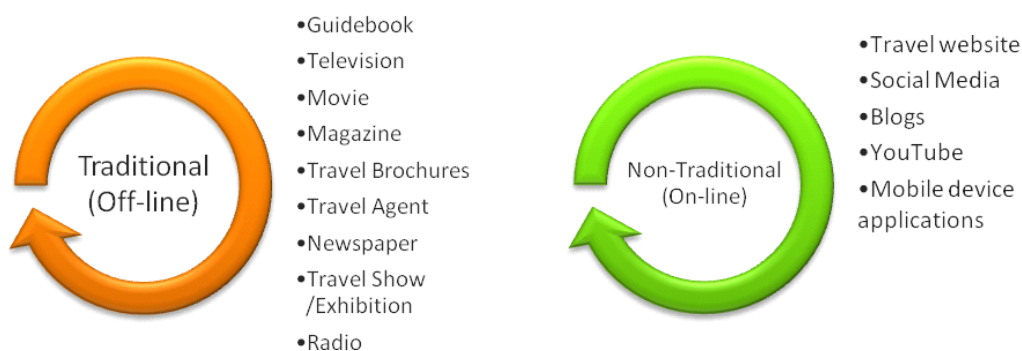 Traditional
(Off-line)
•Guidebook
•Television
•Movie
•Magazine
•Travel Brochures
•Travel Agent
•Newspaper
•Travel Show
/Exhibition
•Radio
Non-Traditional
(On-line)
•Travel website
•Social Media
•Blogs
•YouTube
•Mobile device
applications